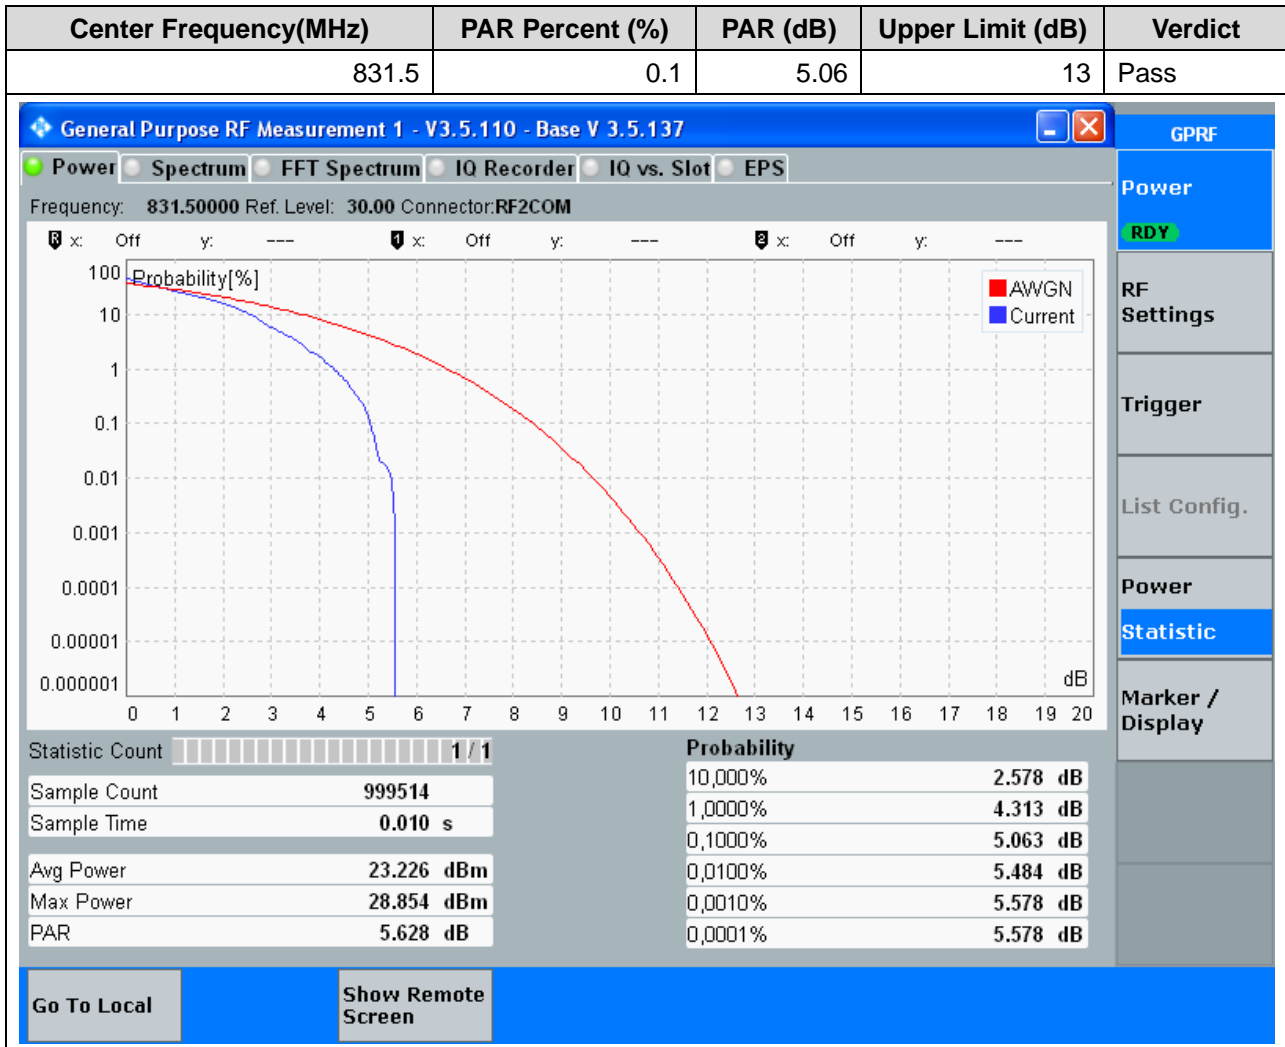 Center Frequency(MHz) PAR Percent (%) PAR (dB) Upper Limit (dB) Verdict
831.5 0.1 5.06 13 Pass
General Purpose RF Measurement 1 - V3.5.110 - Base V 3.5.137
GPRF
Power Spectrum FFT Spectrum IQ Recorder IQ vs. Slot EPS
Power
RDY
Frequency: 831.50000 Ref. Level: 30.00 Connector:RF2COM
R x: Off y: --- 1 x: Off y: --- 2 x: Off y: ---
Probability[%]
AWGN
Current
100
10
1
0.1
0.01
0.001
0.0001
0.00001
0.000001
dB
0 1 2 3 4 5 6 7 8 9 10 11 12 13 14 15 16 17 18 19 20
RF
Settings
Trigger
List Config.
Power
Statistic
Marker /
Display
Statistic Count 1 / 1
Sample Count 999514
Sample Time 0.010 s
Avg Power 23.226 dBm
Max Power 28.854 dBm
PAR 5.628 dB
Probability
10,000% 2.578 dB
1,0000% 4.313 dB
0,1000% 5.063 dB
0,0100% 5.484 dB
0,0010% 5.578 dB
0,0001% 5.578 dB
Go To Local
Show Remote
Screen